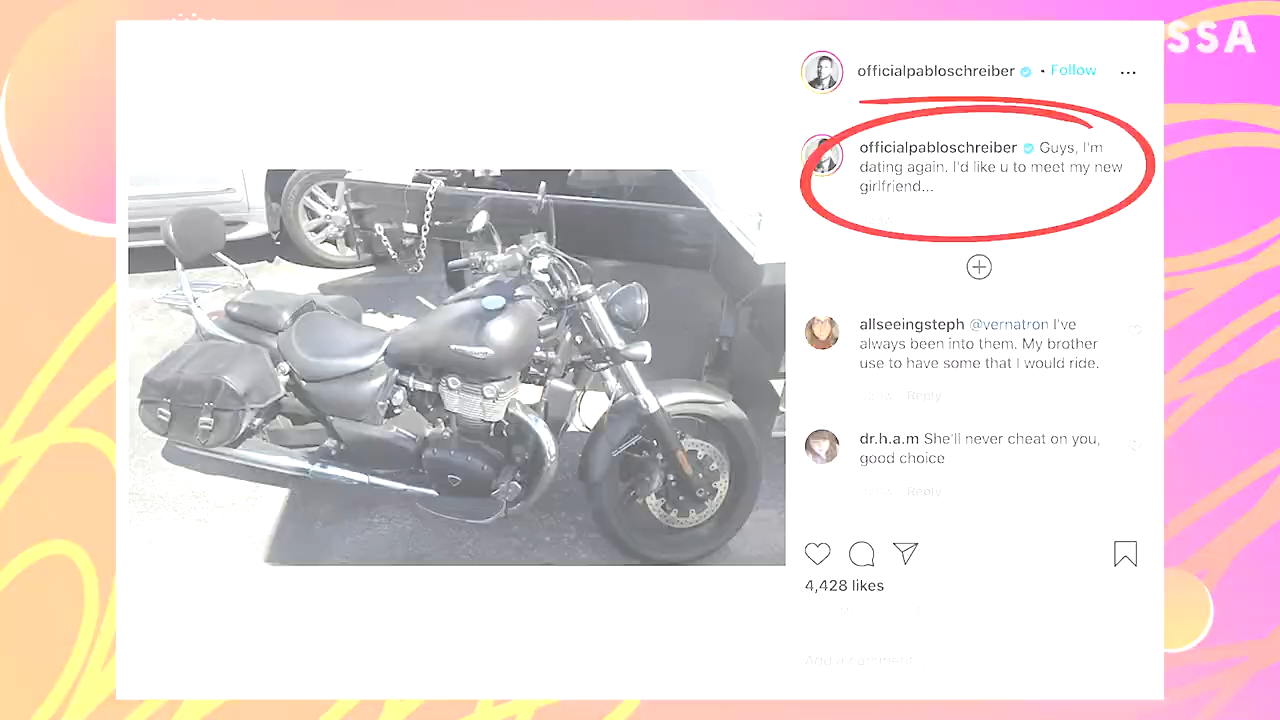 SSA
officialpabloschreiber • Follow ...
officialpabloschreiber Guys, I'm
dating again. I'd like u to meet my new
girlfriend...
allseeingsteph @vernatron I've
always been into them. My brother
use to have some that I would ride.
Reply
dr.h.a.m She'll never cheat on you,
good choice
Reply
4,428 likes
Add a comment...